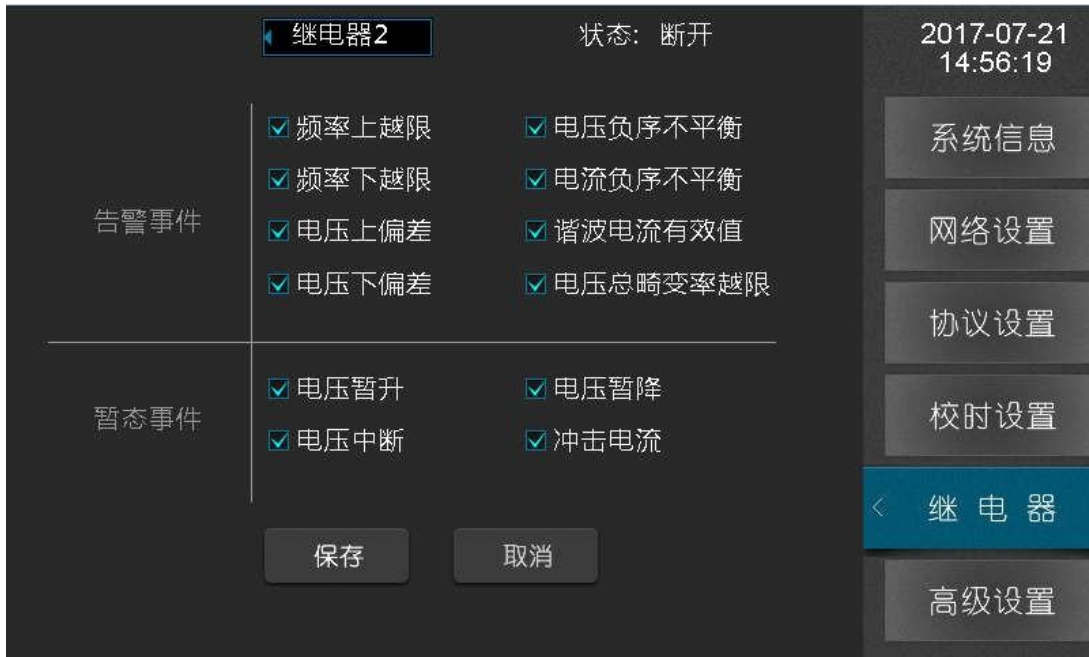 继电器2 状态: 断开
2017-07-21
14:56:19
告警事件
频率上越限 电压负序不平衡
频率下越限 电流负序不平衡
电压上偏差 谐波电流有效值
电压下偏差 电压总畸变率越限
暂态事件
电压暂升 电压暂降
电压中断 冲击电流
保存 取消
系统信息
网络设置
协议设置
校时设置
继电器
高级设置